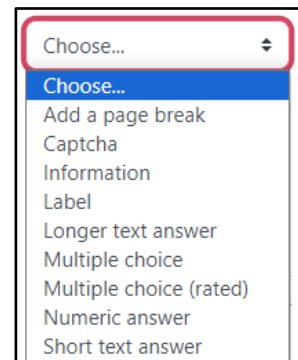 Choose...
Choose...
Add a page break
Captcha
Information
Label
Longer text answer
Multiple choice
Multiple choice (rated)
Numeric answer
Short text answer